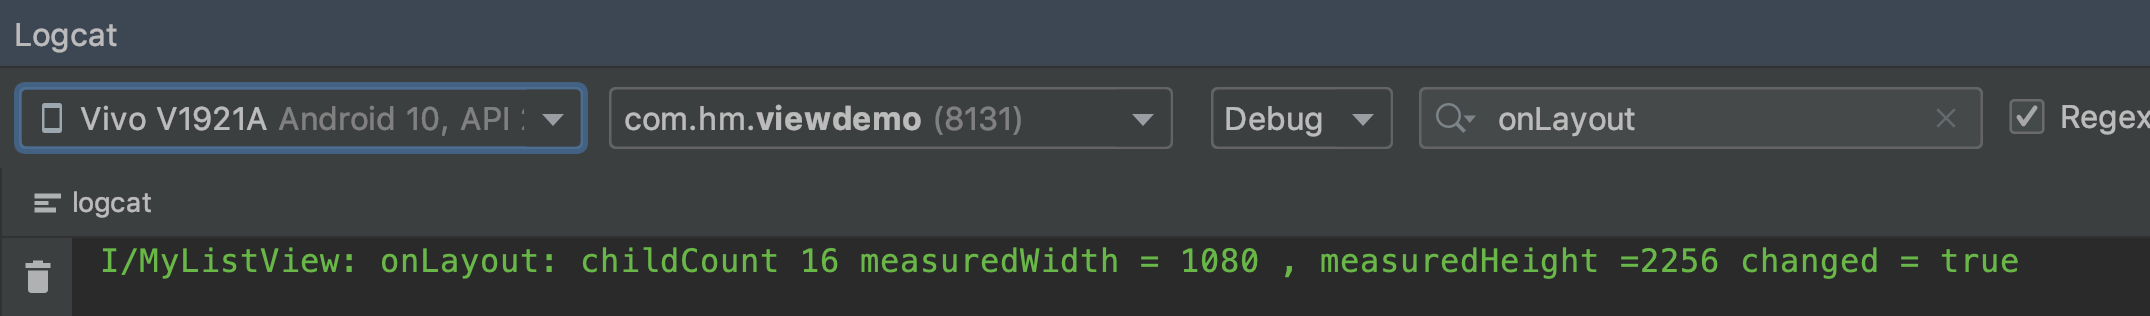 Logcat
Vivo V1921A Android 10, API com.hm.viewdemo (8131) Debug onLayout Regex
logcat
I/MyListView: onLayout: childCount 16 measuredWidth = 1080 , measuredHeight =2256 changed = true